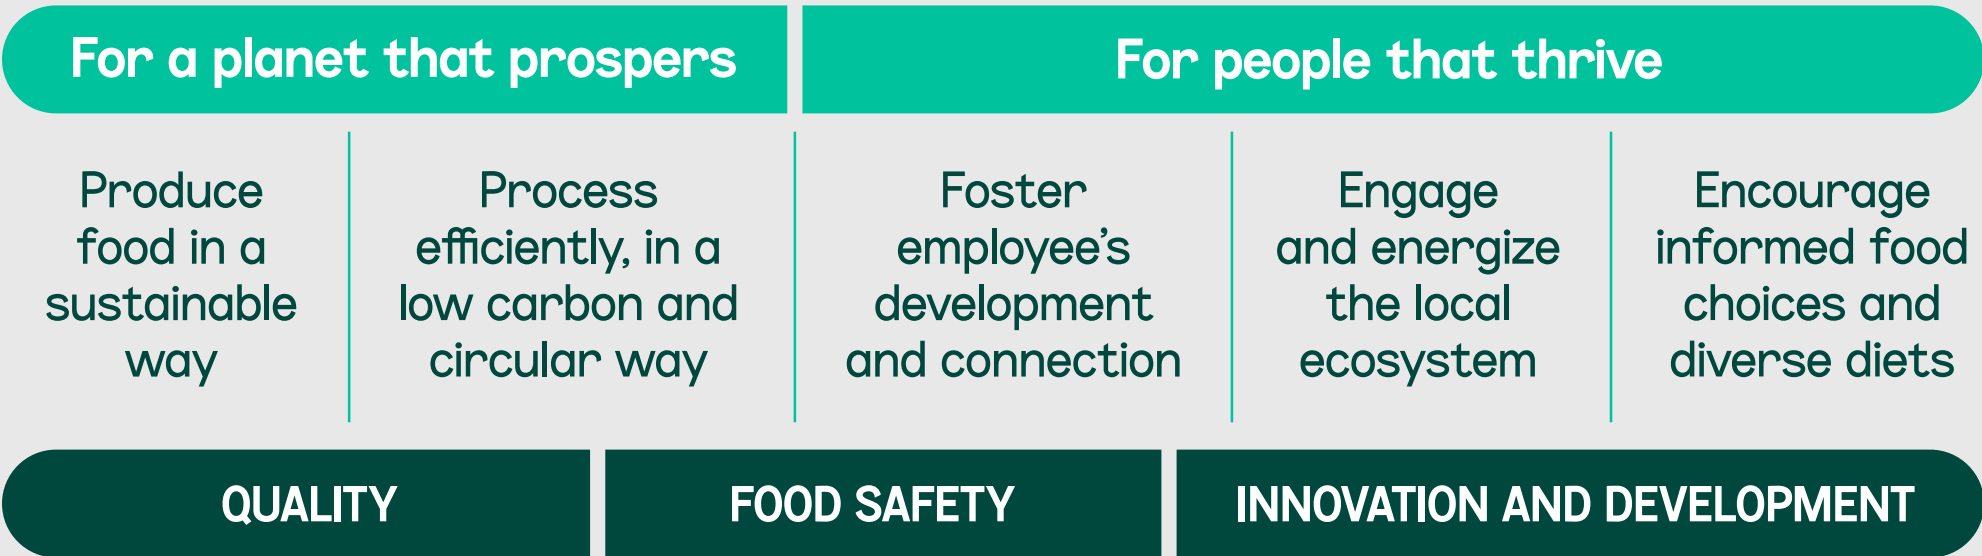 For a planet that prospers
For people that thrive
Produce
food in a
sustainable
way
Process
efficiently, in a
low carbon and
circular way
Foster
employee’s
development
and connection
Engage
and energize
the local
ecosystem
Encourage
informed food
choices and
diverse diets
QUALITY
FOOD SAFETY
INNOVATION AND DEVELOPMENT